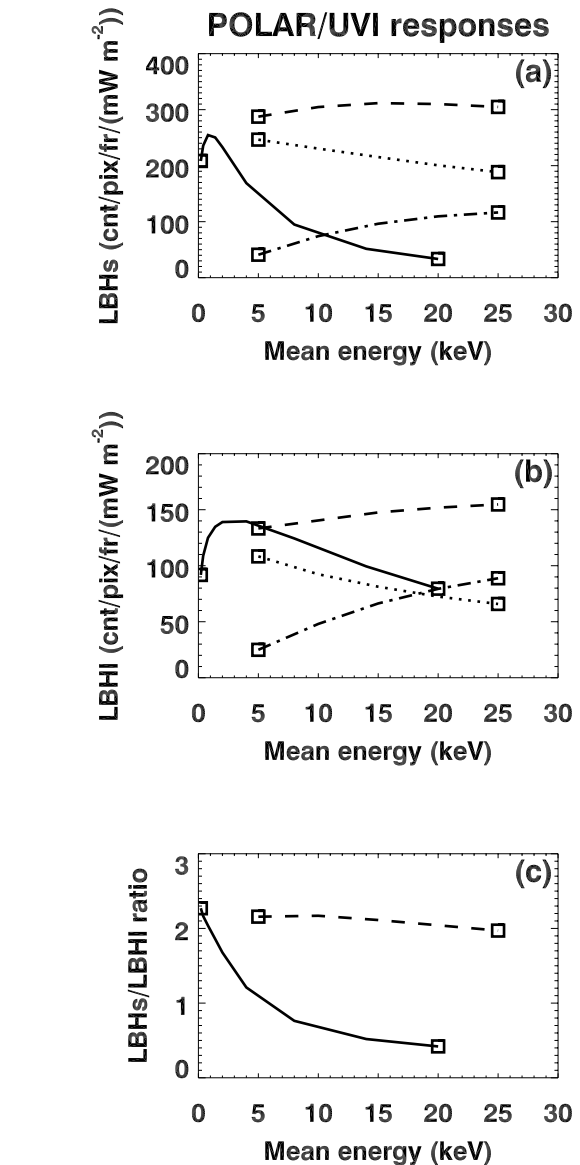 POLAR/UVI responses
(a)
LBHs (cnt/pix/fr/(mW m-2))
400
300
200
100
0
0 5 10 15 20 25 30
Mean energy (keV)
(b)
LBHl (cnt/pix/fr/(mW m-2))
200
150
100
50
0
0 5 10 15 20 25 30
Mean energy (keV)
(c)
LBHs/LBHl ratio
3
2
1
0
0 5 10 15 20 25 30
Mean energy (keV)